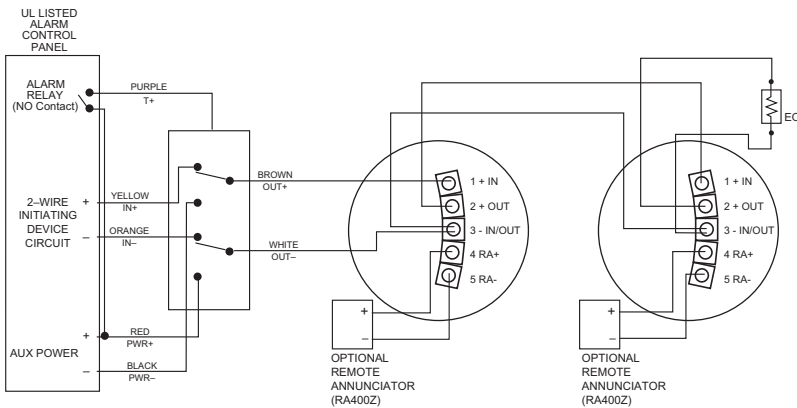 UL LISTED
ALARM
CONTROL
PANEL
ALARM
RELAY
(NO Contact)
PURPLE
T+
2–WIRE
INITIATING
DEVICE
CIRCUIT
+
–
YELLOW
IN+
ORANGE
IN–
BROWN
OUT+
WHITE
OUT–
AUX POWER
+
–
RED
PWR+
BLACK
PWR–
1 + IN
2 + OUT
3 - IN/OUT
4 RA+
5 RA-
+
–
OPTIONAL
REMOTE
ANNUNCIATOR
(RA400Z)
1 + IN
2 + OUT
3 - IN/OUT
4 RA+
5 RA-
+
–
OPTIONAL
REMOTE
ANNUNCIATOR
(RA400Z)